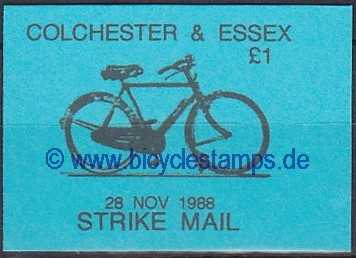 COLCHESTER & ESSEX
£1
© www.bicyclestamps.de
28 NOV 1988
STRIKE MAIL